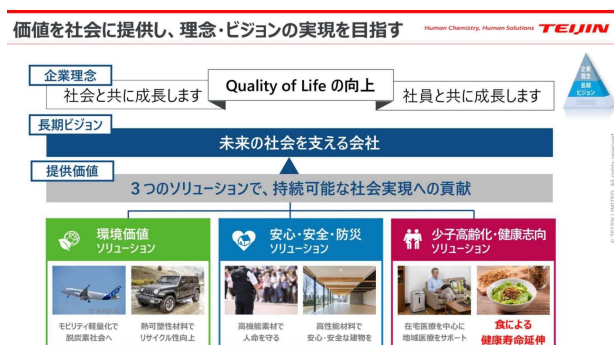 価値を社会に提供し、理念・ビジョンの実現を目指す
Human Chemistry, Human Solutions TEIJIN
企業理念
Quality of Life の向上
社会と共に成長します
社員と共に成長します
企業
理念
長期
ビジョン
長期ビジョン
未来の社会を支える会社
提供価値
3つのソリューションで、持続可能な社会実現への貢献
環境価値
ソリューション
安心・安全・防災
ソリューション
少子高齢化・健康志向
ソリューション
モビリティ軽量化で
脱炭素社会へ
熱可塑性材料で
リサイクル性向上
高機能素材で
人命を守る
高性能材料で
安心・安全な建物を
在宅医療を中心に
地域医療をサポート
食による
健康寿命延伸